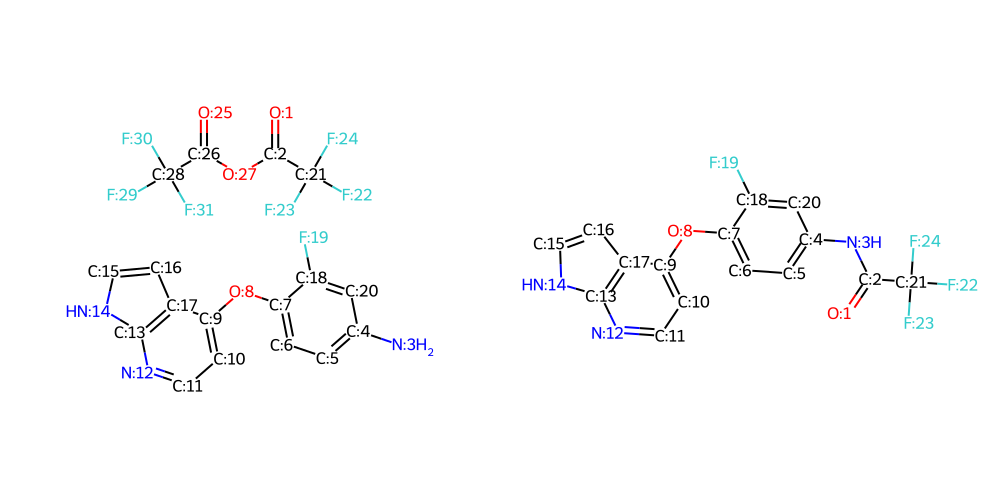 O:25 O:1
F:30 F:24
C:26 C:2
C:28 O:27 C:21
F:29 F:22
F:31 F:23
F:19
C:15 C:16 C:18 C:20
O:8 C:7
HN:14 C:17 C:9
C:13 C:4
C:6 N:3H2
C:10 C:5
N:12 C:11
F:19
C:18 C:20
C:16 O:8 C:7
C:15 C:4 N:3H F:24
C:17 C:9 C:6 C:5
HN:14 C:13 C:2 C:21 F:22
C:10 O:1 F:23
N:12 C:11